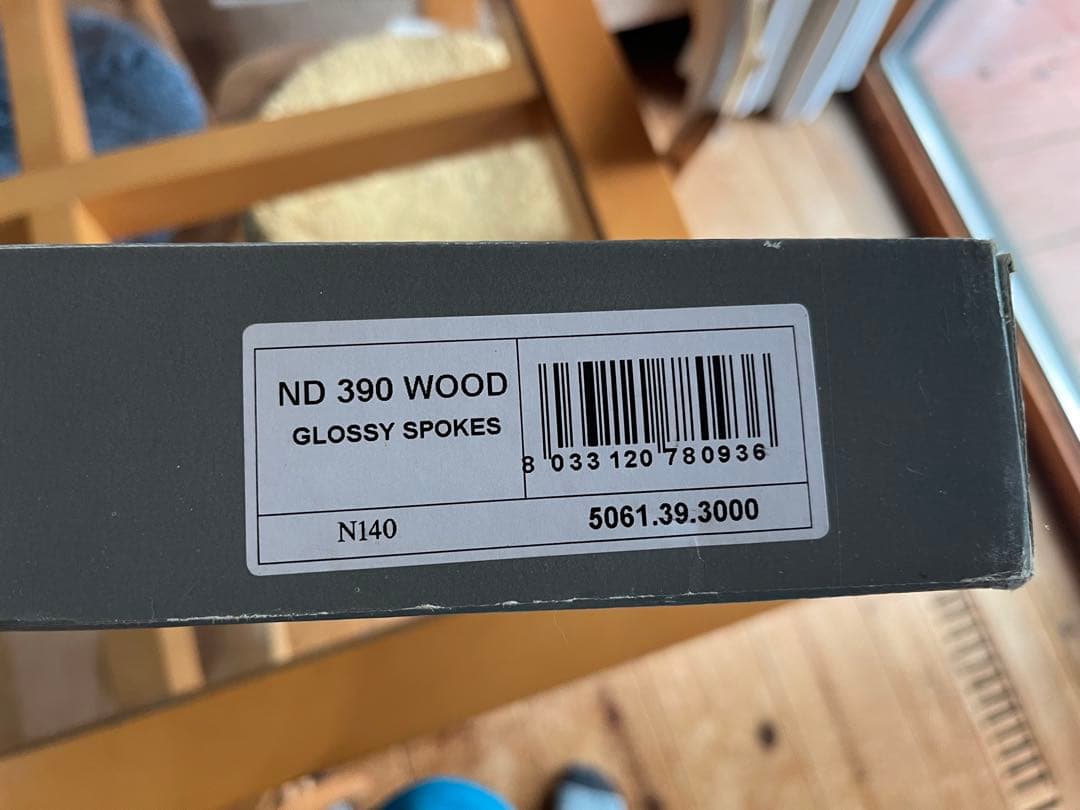 ND 390 WOOD
GLOSSY SPOKES
8 033120 780936
N140
5061.39.3000